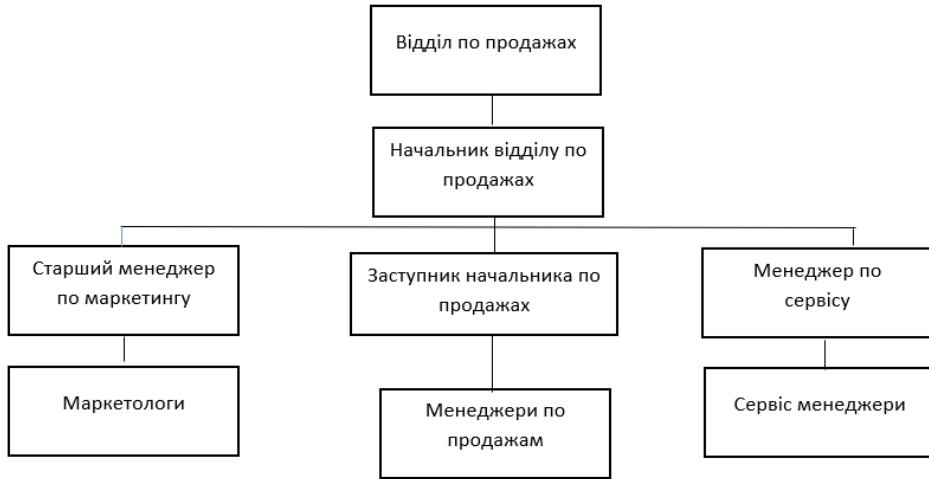 Відділ по продажах
Начальник відділу по
продажах
Старший менеджер
по маркетингу
Заступник начальника по
продажах
Менеджер по
сервісу
Маркетологи
Менеджери по
продажам
Сервіс менеджери